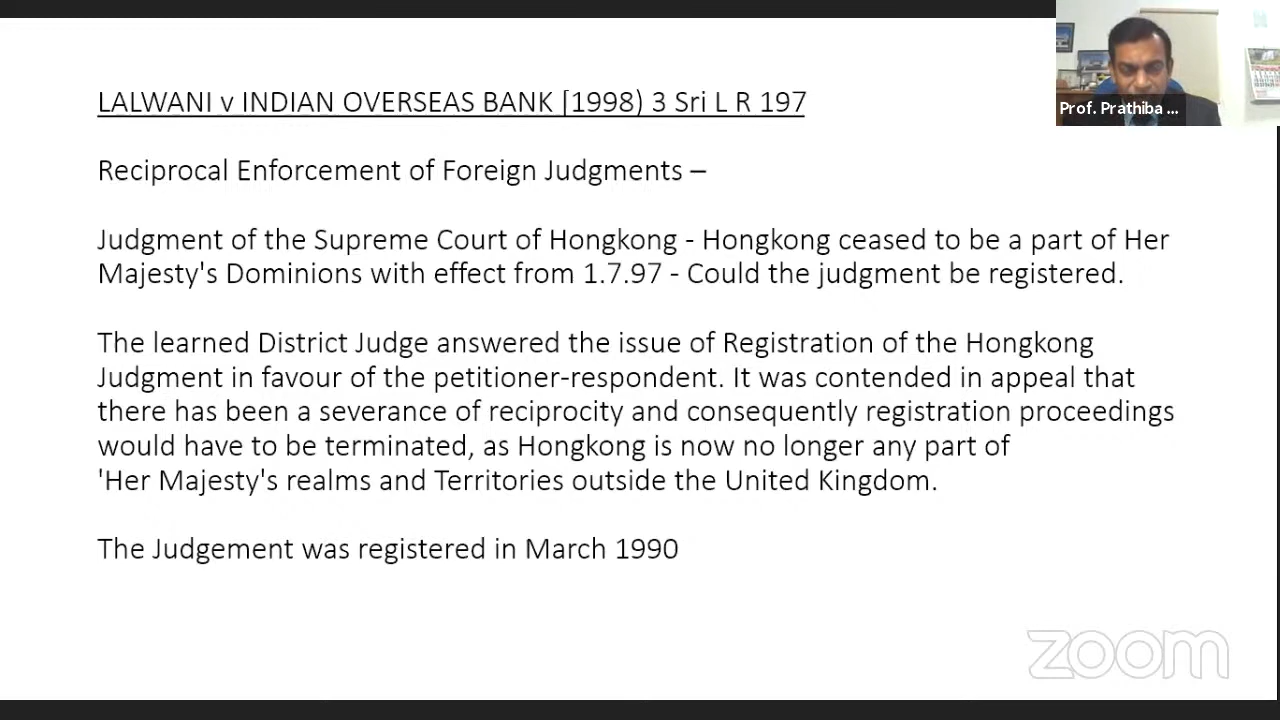 LALWANI v INDIAN OVERSEAS BANK [1998) 3 Sri L R 197
Prof. Prathiba ...
Reciprocal Enforcement of Foreign Judgments –
Judgment of the Supreme Court of Hongkong - Hongkong ceased to be a part of Her
Majesty's Dominions with effect from 1.7.97 - Could the judgment be registered.
The learned District Judge answered the issue of Registration of the Hongkong
Judgment in favour of the petitioner-respondent. It was contended in appeal that
there has been a severance of reciprocity and consequently registration proceedings
would have to be terminated, as Hongkong is now no longer any part of
'Her Majesty's realms and Territories outside the United Kingdom.
The Judgement was registered in March 1990
zoom